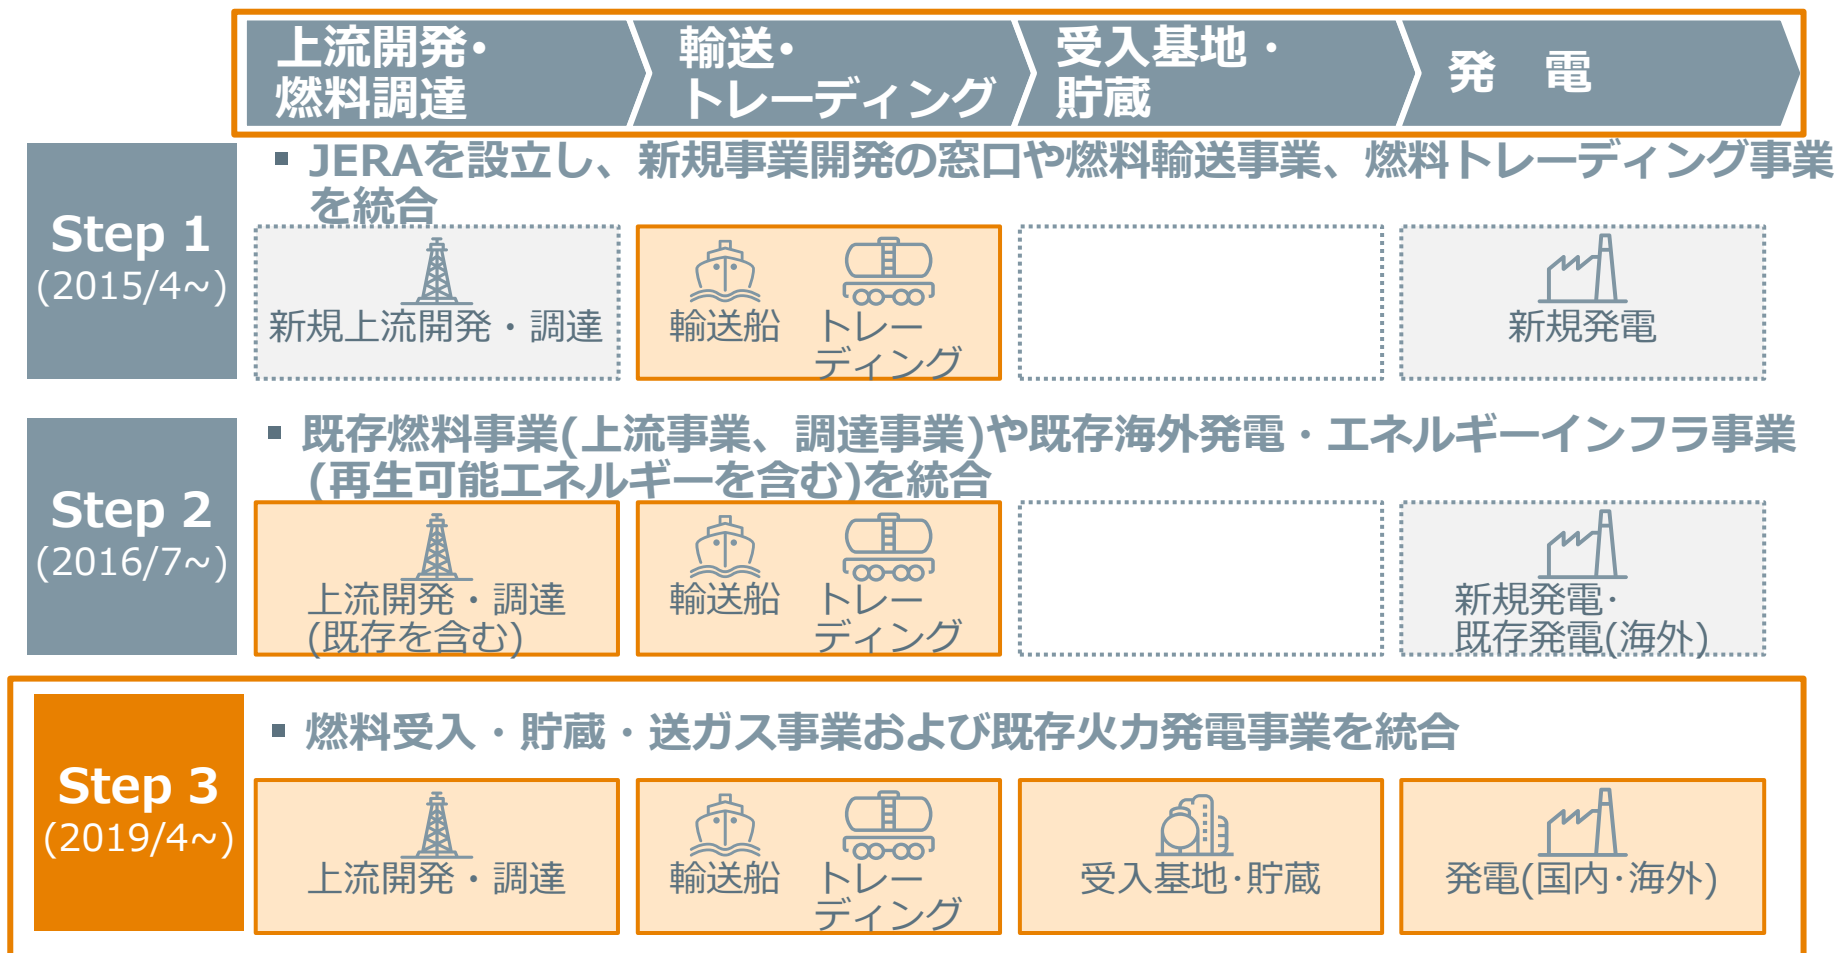 上流開発・
燃料調達
輸送・
トレーディング
受入基地・
貯蔵
発　電
Step 1
(2015/4~)
▪ JERAを設立し、新規事業開発の窓口や燃料輸送事業、燃料トレーディング事業
を統合
新規上流開発・調達
輸送船
トレー
ディング
新規発電
Step 2
(2016/7~)
▪ 既存燃料事業(上流事業、調達事業)や既存海外発電・エネルギーインフラ事業
(再生可能エネルギーを含む)を統合
上流開発・調達
(既存を含む)
輸送船
トレー
ディング
新規発電・
既存発電(海外)
Step 3
(2019/4~)
▪ 燃料受入・貯蔵・送ガス事業および既存火力発電事業を統合
上流開発・調達
輸送船
トレー
ディング
受入基地・貯蔵
発電(国内・海外)